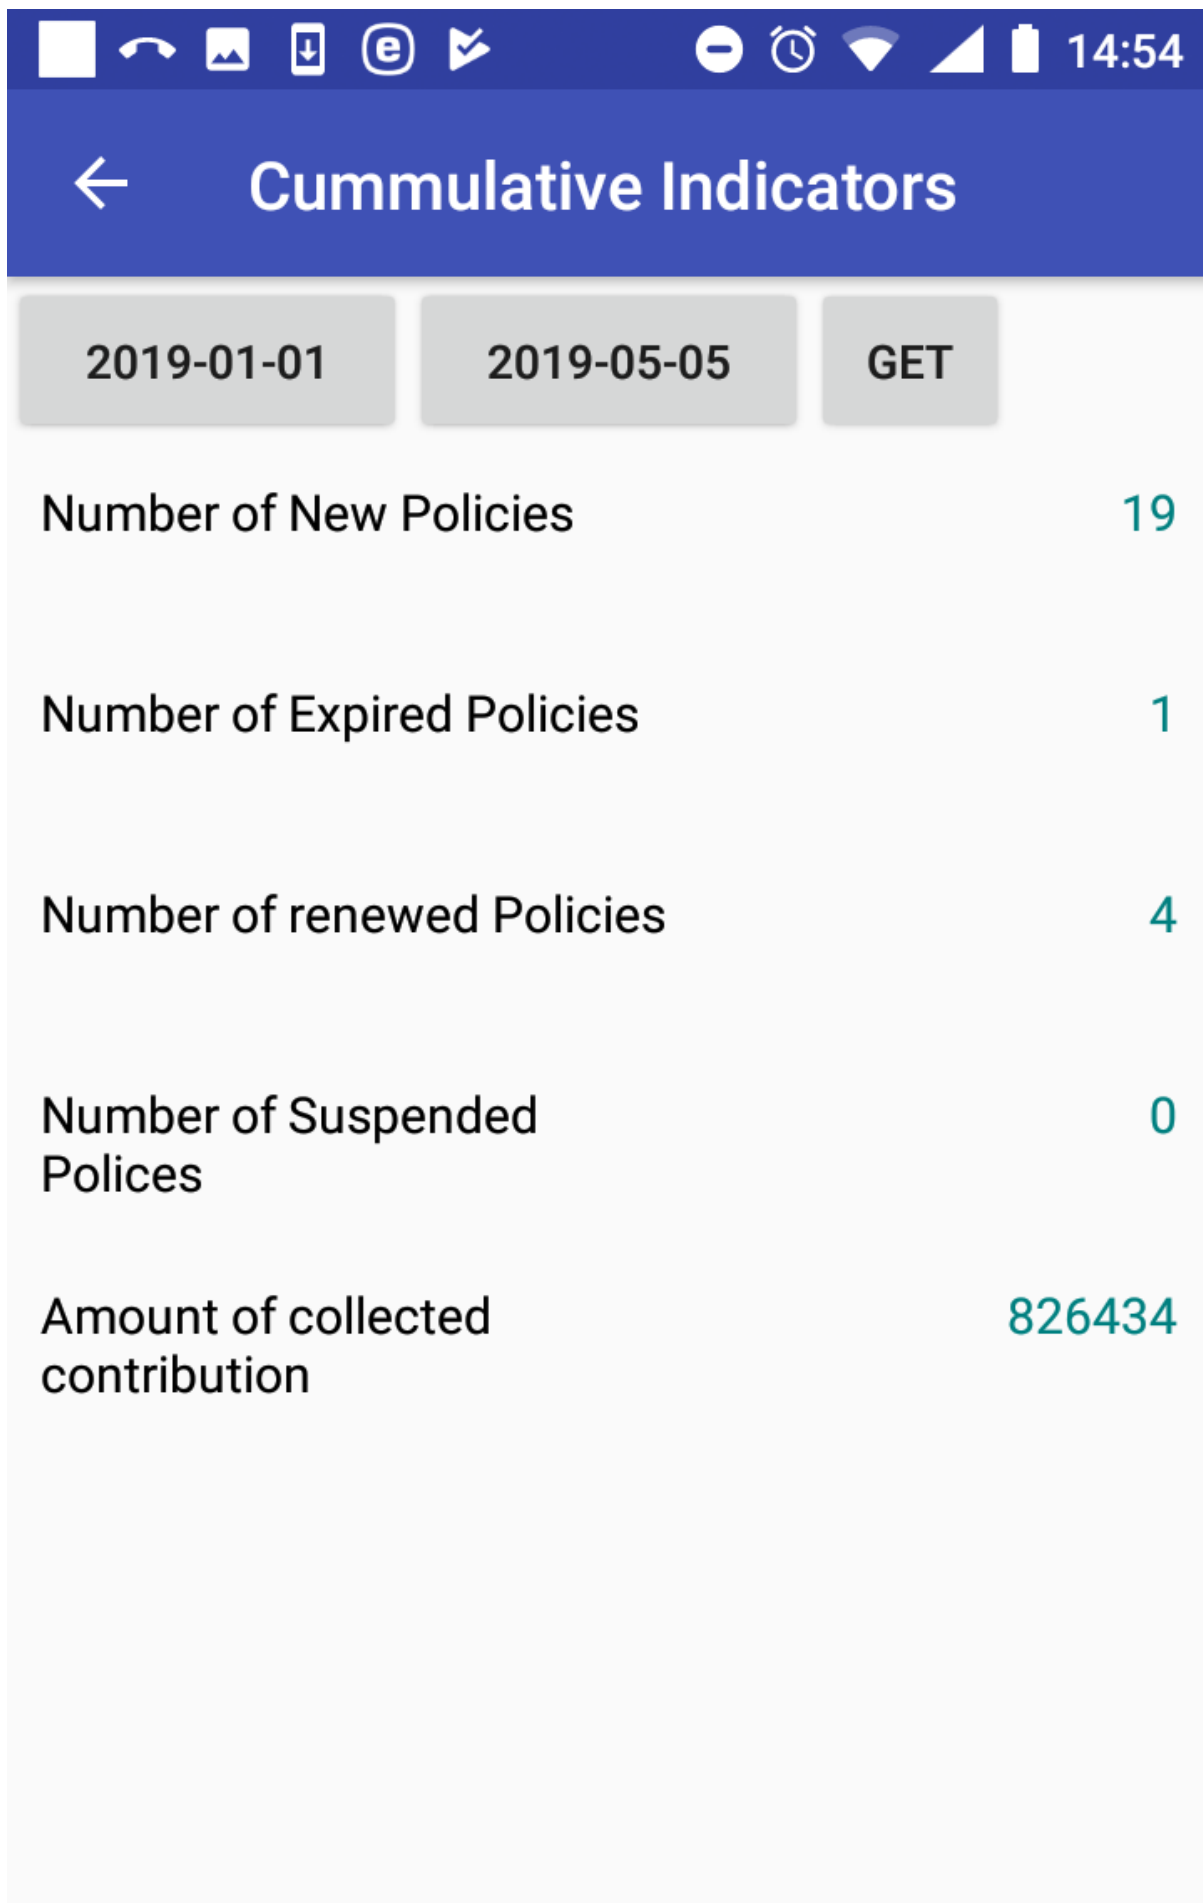 14:54
Cummulative Indicators
2019-01-01 2019-05-05 GET
Number of New Policies 19
Number of Expired Policies 1
Number of renewed Policies 4
Number of Suspended 0
Polices
Amount of collected 826434
contribution